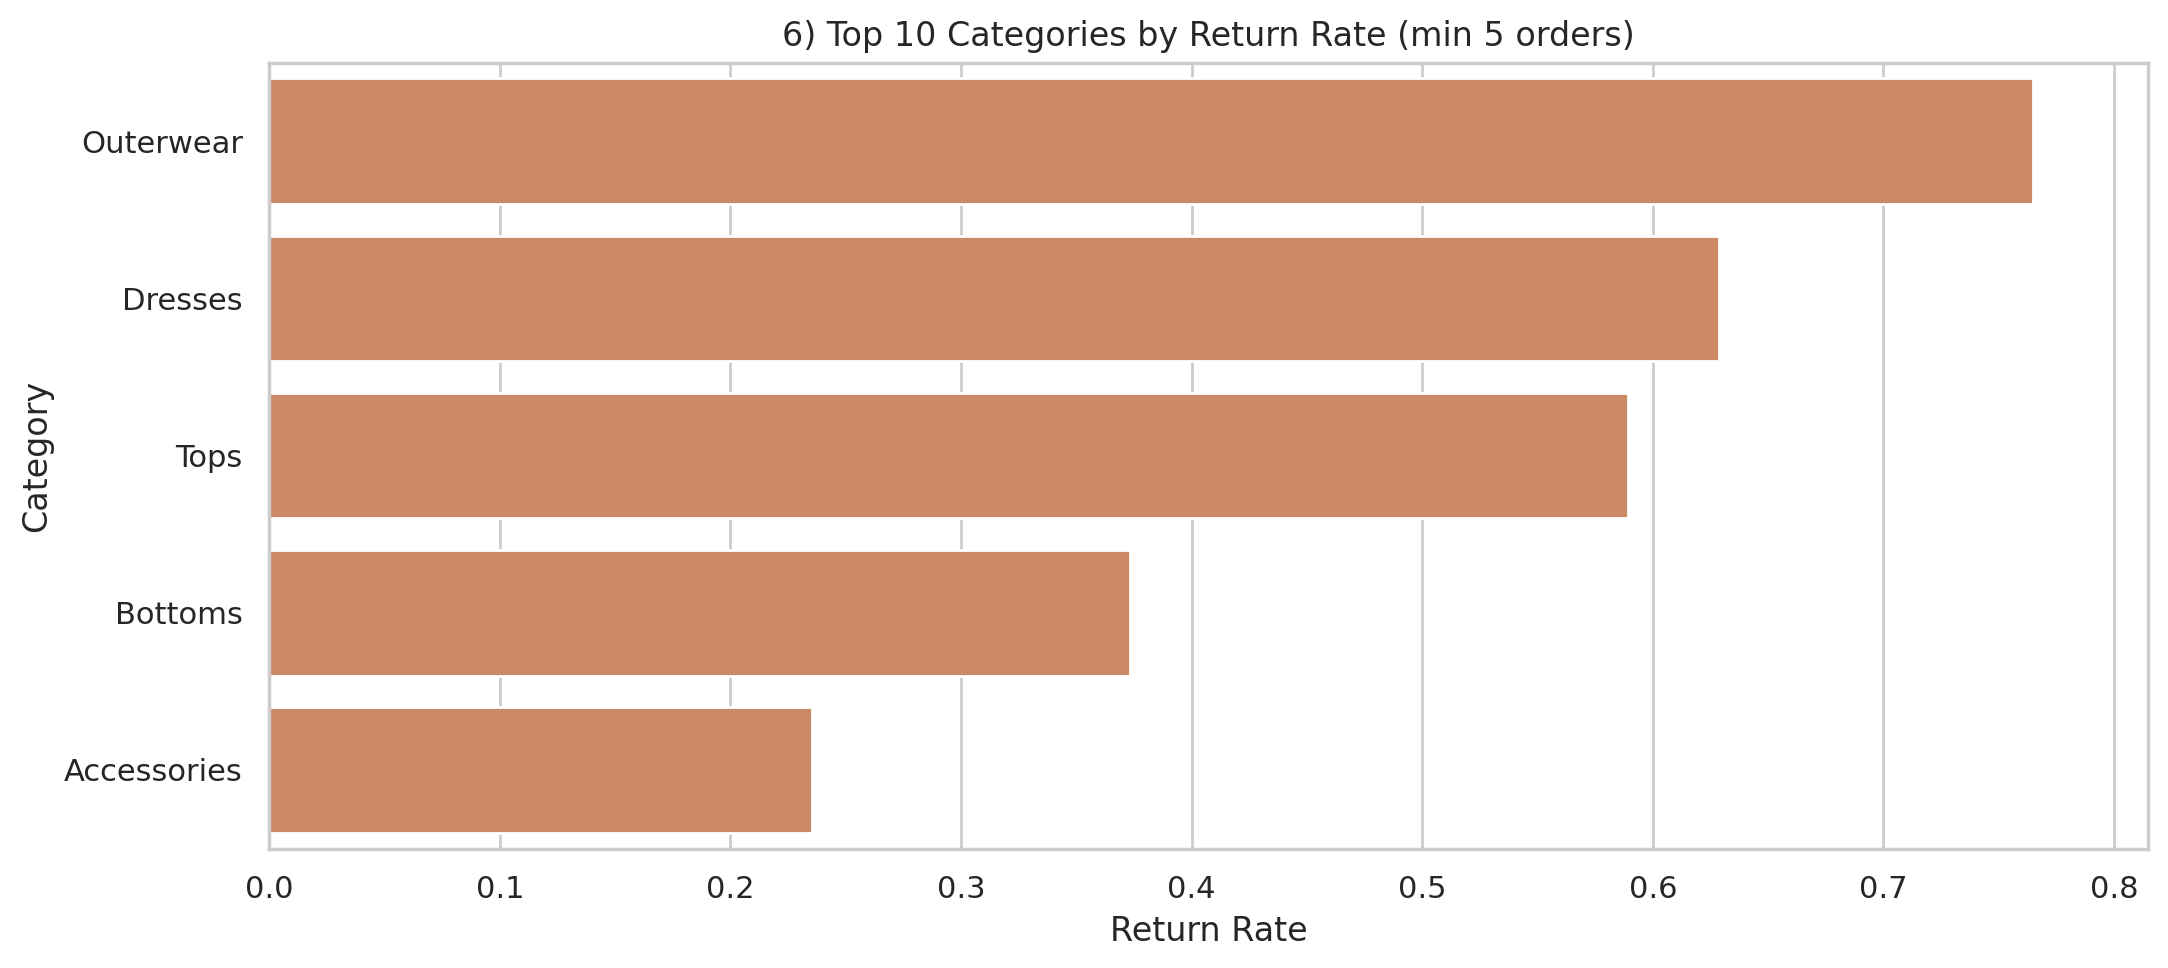 6) Top 10 Categories by Return Rate (min 5 orders)
Category
Outerwear
Dresses
Tops
Bottoms
Accessories
0.0 0.1 0.2 0.3 0.4 0.5 0.6 0.7 0.8
Return Rate